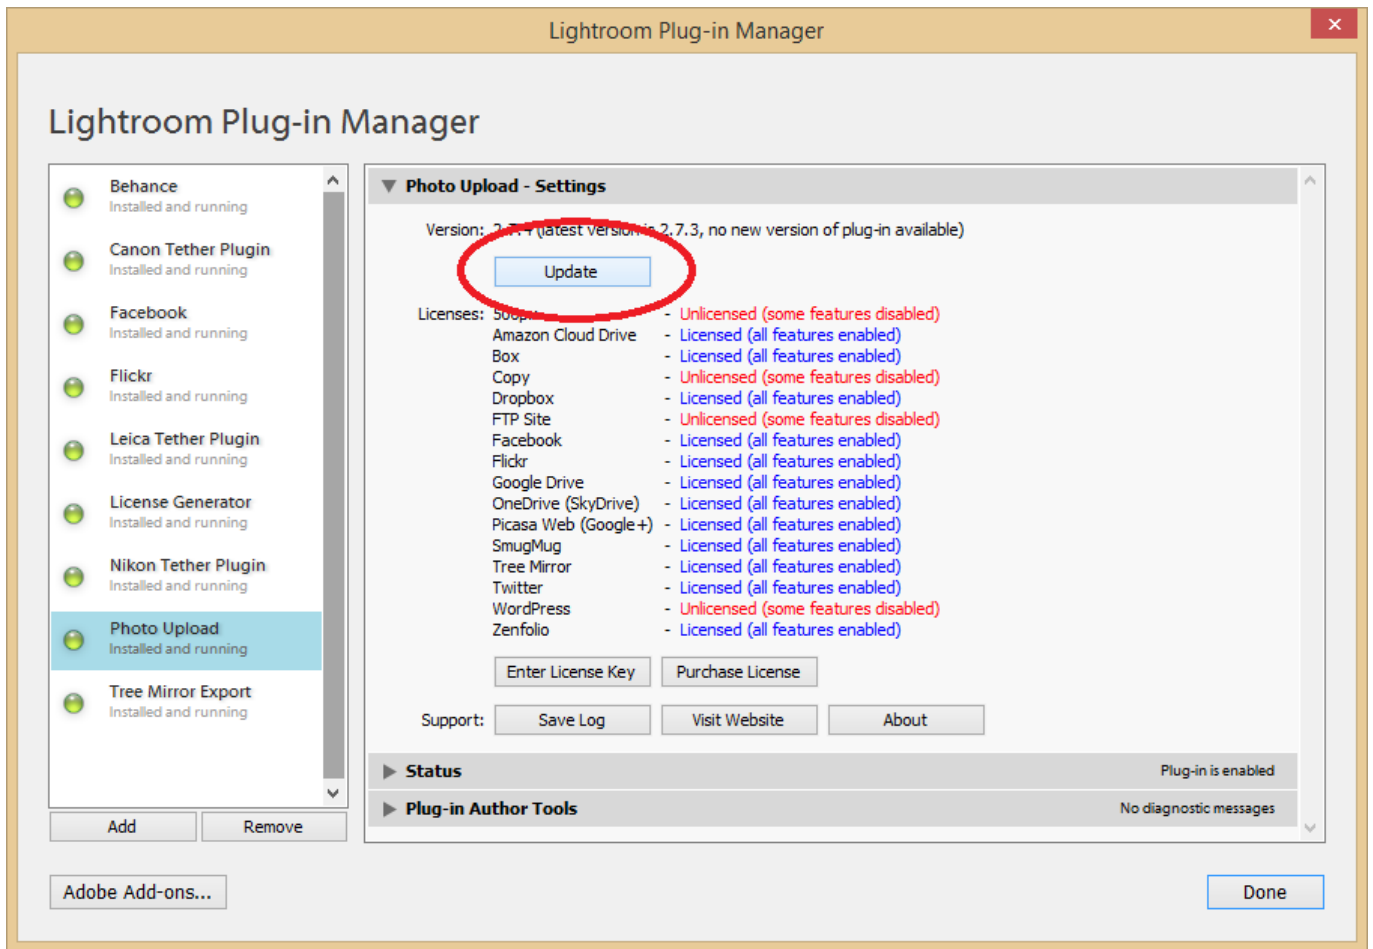 Lightroom Plug-in Manager
Lightroom Plug-in Manager
Behance
Installed and running
Canon Tether Plugin
Installed and running
Facebook
Installed and running
Flickr
Installed and running
Leica Tether Plugin
Installed and running
License Generator
Installed and running
Nikon Tether Plugin
Installed and running
Photo Upload
Installed and running
Tree Mirror Export
Installed and running
Add Remove
Adobe Add-ons...
Photo Upload - Settings
Version: 2.7.4 (latest version is 2.7.3, no new version of plug-in available)
Update
Licenses: 500px - Unlicensed (some features disabled)
Amazon Cloud Drive - Licensed (all features enabled)
Box - Licensed (all features enabled)
Copy - Unlicensed (some features disabled)
Dropbox - Licensed (all features enabled)
FTP Site - Unlicensed (some features disabled)
Facebook - Licensed (all features enabled)
Flickr - Licensed (all features enabled)
Google Drive - Licensed (all features enabled)
OneDrive (SkyDrive) - Licensed (all features enabled)
Picasa Web (Google+) - Licensed (all features enabled)
SmugMug - Licensed (all features enabled)
Tree Mirror - Licensed (all features enabled)
Twitter - Licensed (all features enabled)
WordPress - Unlicensed (some features disabled)
Zenfolio - Licensed (all features enabled)
Enter License Key Purchase License
Support: Save Log Visit Website About
Status Plug-in is enabled
Plug-in Author Tools No diagnostic messages
Done